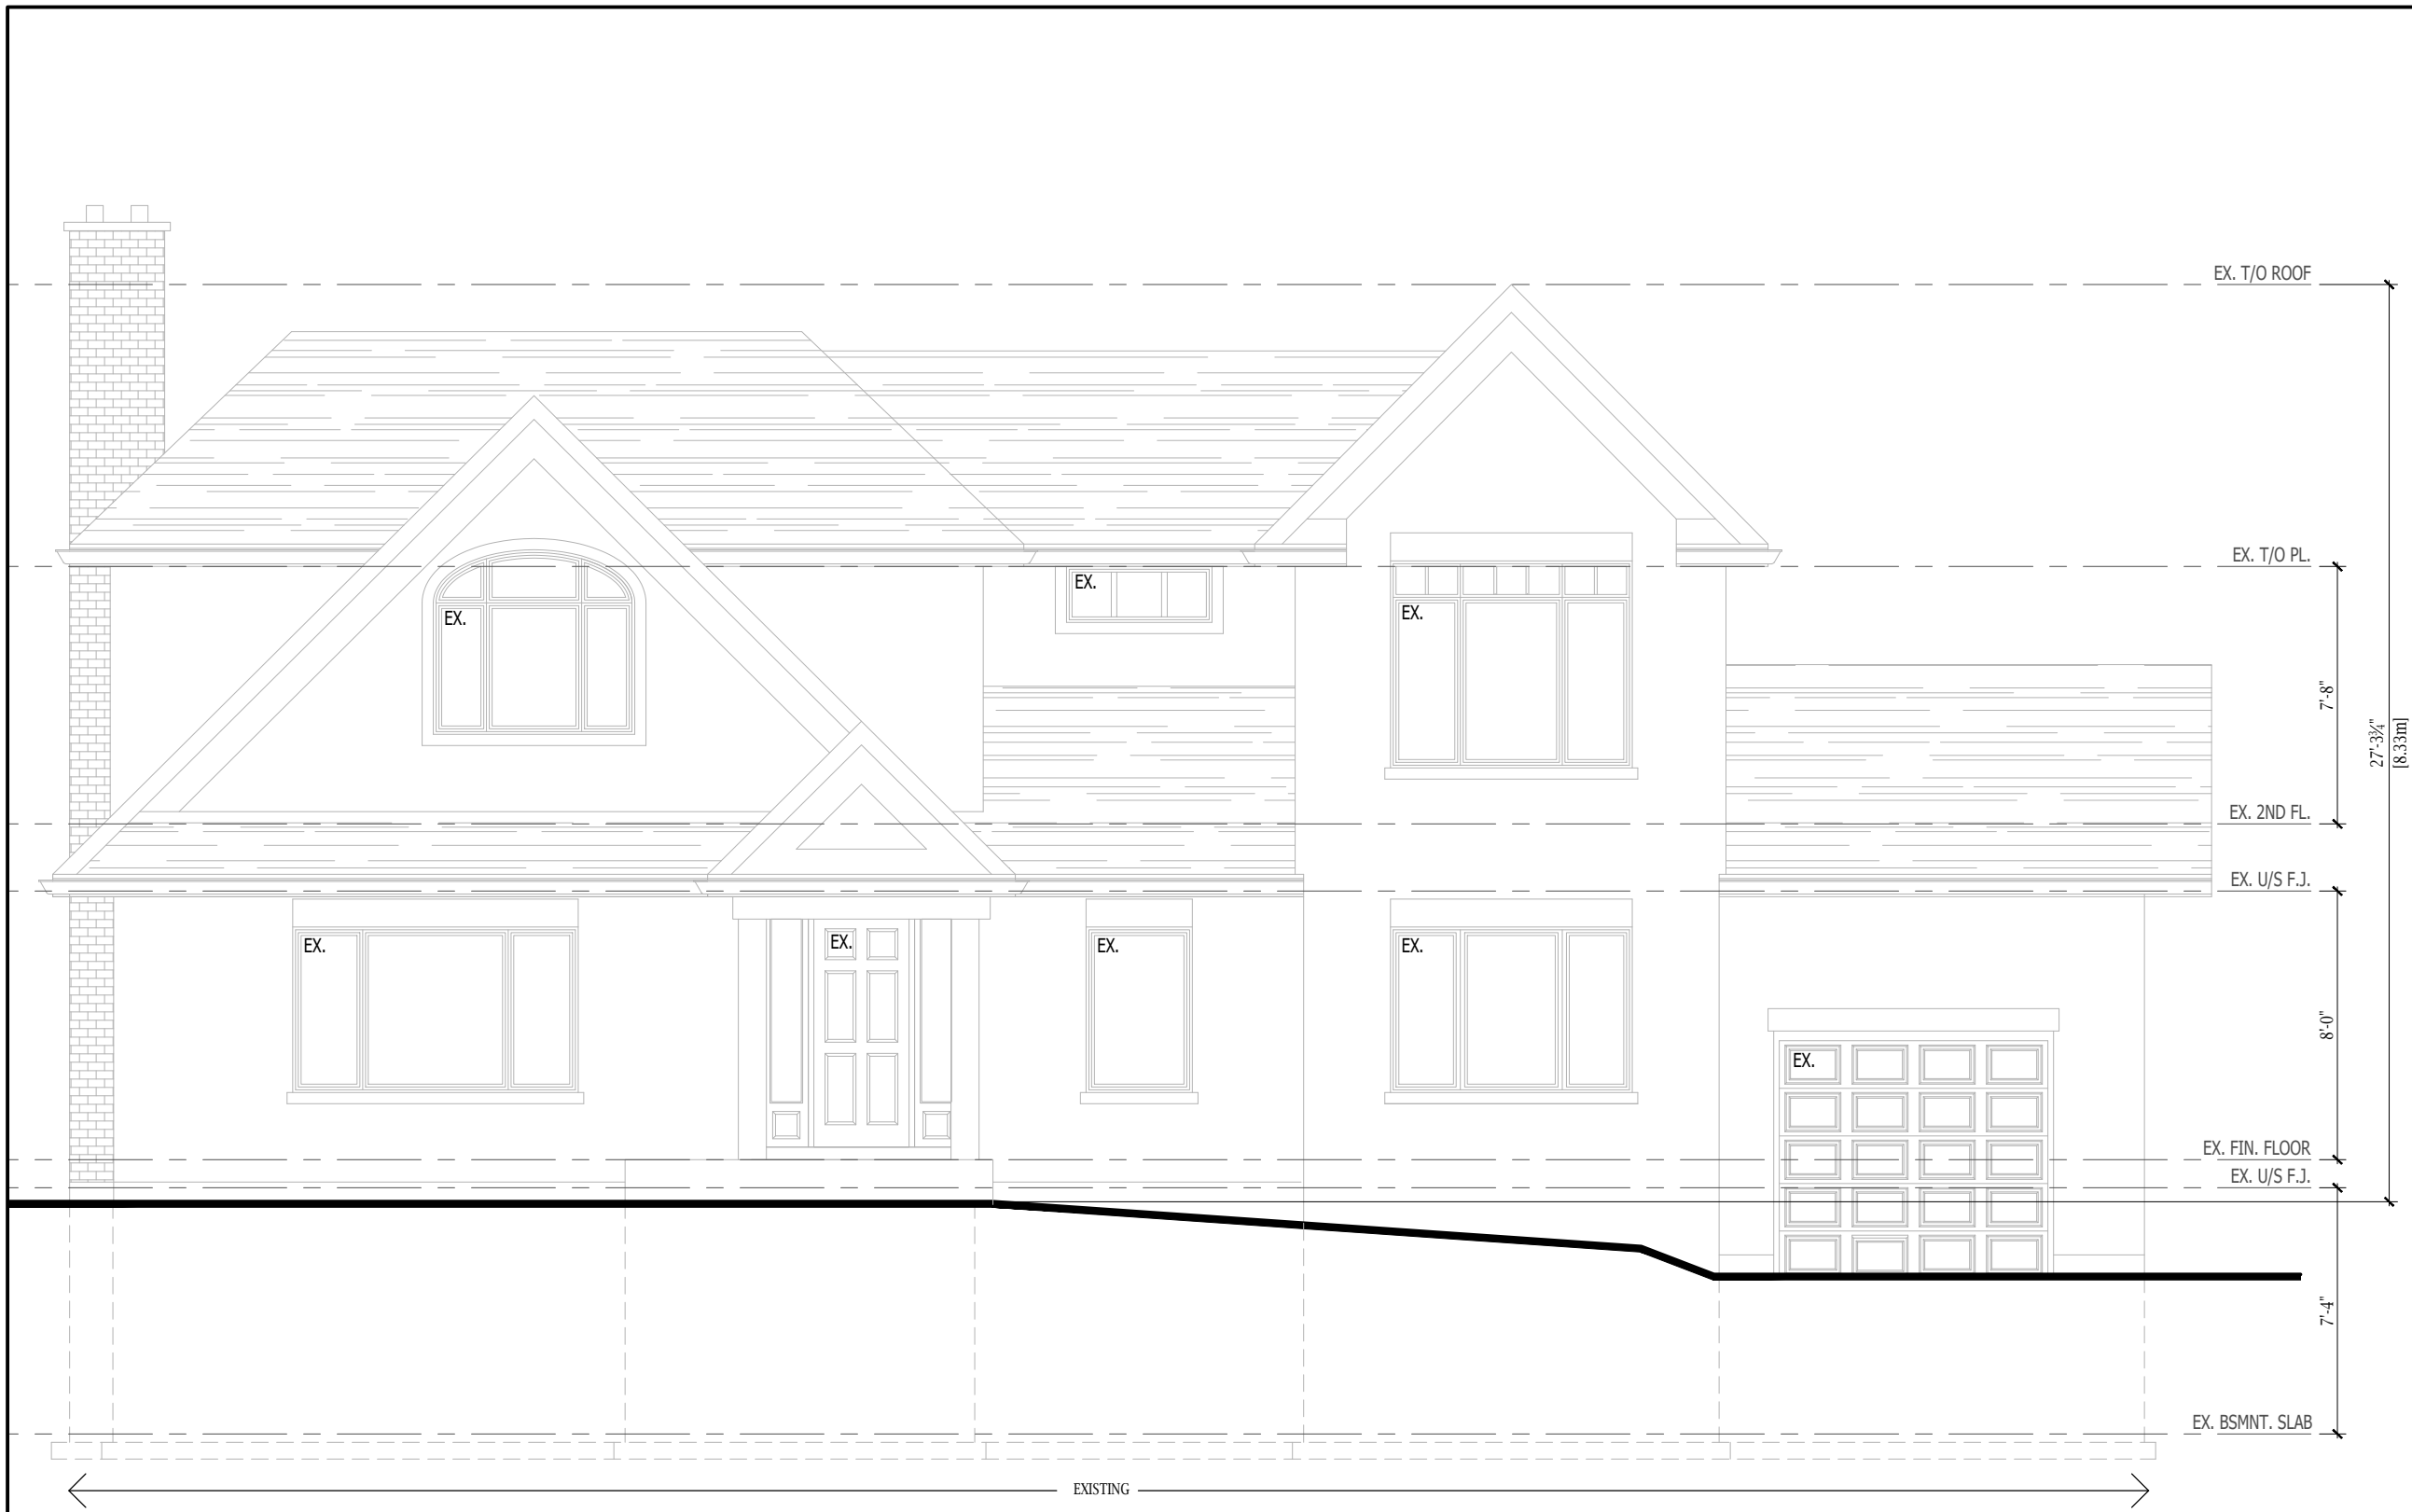 EX. T/O ROOF
EX. T/O PL.
EX.
EX.
EX.
7'-8"
27'-3¾"
[8.33m]
EX. 2ND FL.
EX. U/S F.J.
EX.
EX.
EX.
EX.
8'-0"
EX.
EX. FIN. FLOOR
EX. U/S F.J.
7'-4"
EX. BSMNT. SLAB
EXISTING